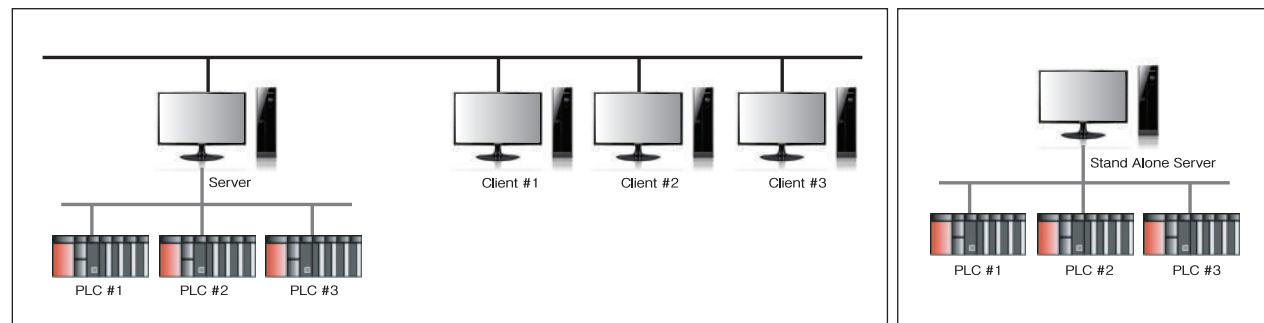 Server
Client #1
Client #2
Client #3
PLC #1
PLC #2
PLC #3
Stand Alone Server
PLC #1
PLC #2
PLC #3